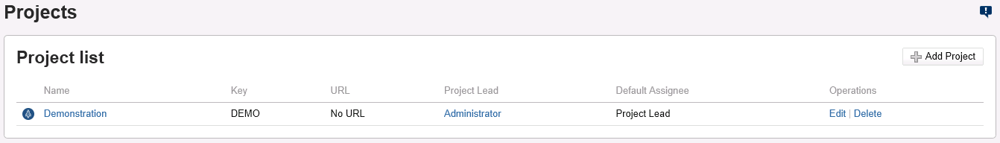 Projects
Project list
Add Project
Name Key URL Project Lead Default Assignee Operations
Demonstration DEMO No URL Administrator Project Lead Edit | Delete